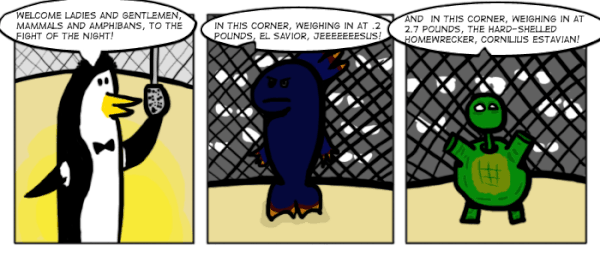 WELCOME LADIES AND GENTLEMEN,
MAMMALS AND AMPHIBANS, TO THE
FIGHT OF THE NIGHT!
IN THIS CORNER, WEIGHING IN AT .2
POUNDS, EL SAVIOR, JEEEEEEESUS!
AND IN THIS CORNER, WEIGHING IN AT
2.7 POUNDS, THE HARD-SHELLED
HOMEWRECKER, CORNILIUS ESTAVIAN!